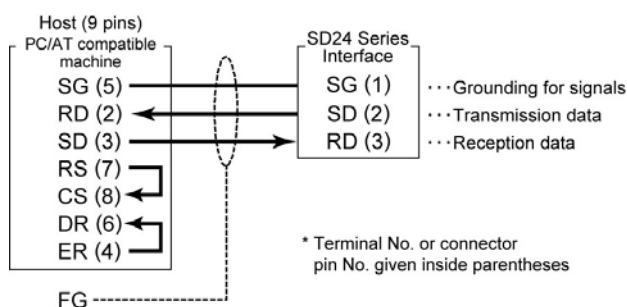 Host (9 pins)
PC/AT compatible
machine
SD24 Series
Interface
SG (5)
SG (1)
···Grounding for signals
RD (2)
SD (2)
···Transmission data
SD (3)
RD (3)
···Reception data
RS (7)
CS (8)
DR (6)
ER (4)
* Terminal No. or connector
pin No. given inside parentheses
FG